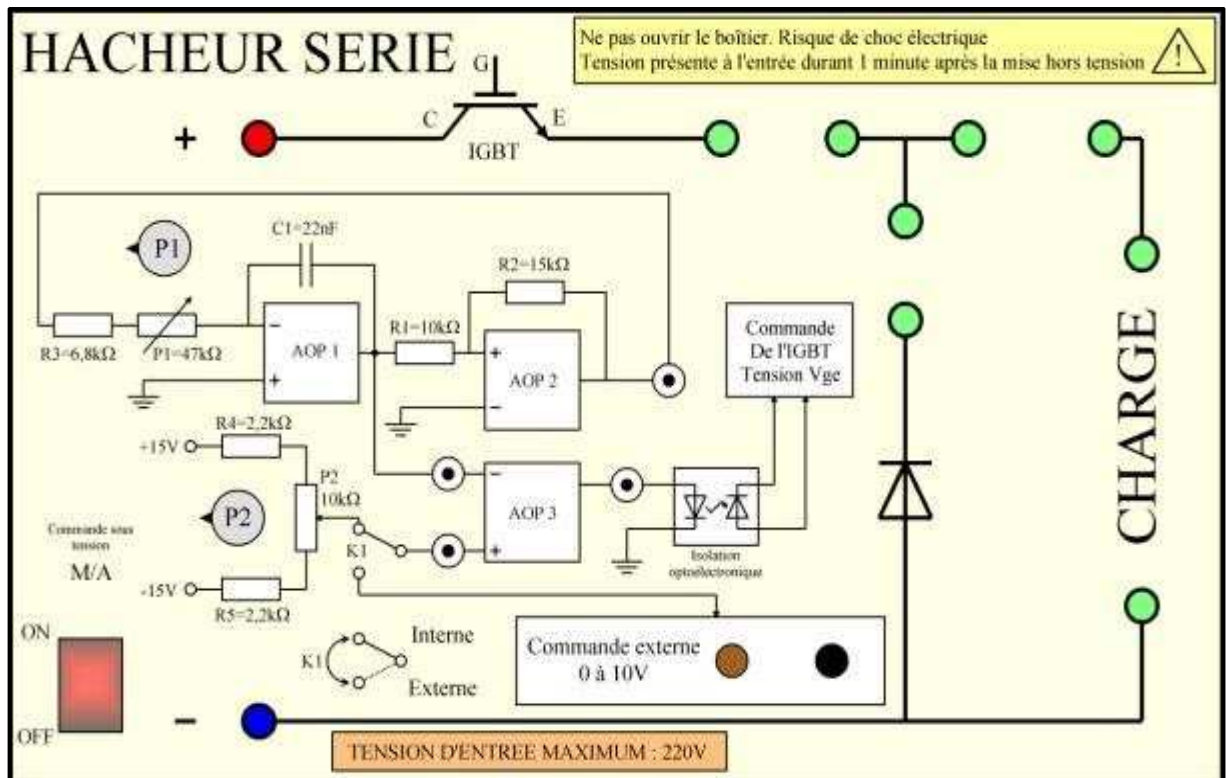 HACHEUR SERIE
Ne pas ouvrir le boîtier. Risque de choc électrique
Tension présente à l'entrée durant 1 minute après la mise hors tension
!
G
C
E
IGBT
+
P1
C1=22nF
R2=15kΩ
R1=10kΩ
R3=6,8kΩ
P1=47kΩ
−
AOP 1
+
+
AOP 2
−
Commande
De l'IGBT
Tension Vge
CHARGE
R4=2,2kΩ
+15V
P2
10kΩ
P2
−
AOP 3
+
K1
Isolation
optoélectronique
Commande sous
tension
M/A
-15V
R5=2,2kΩ
ON
OFF
K1
Interne
Externe
Commande externe
0 à 10V
−
TENSION D'ENTREE MAXIMUM : 220V